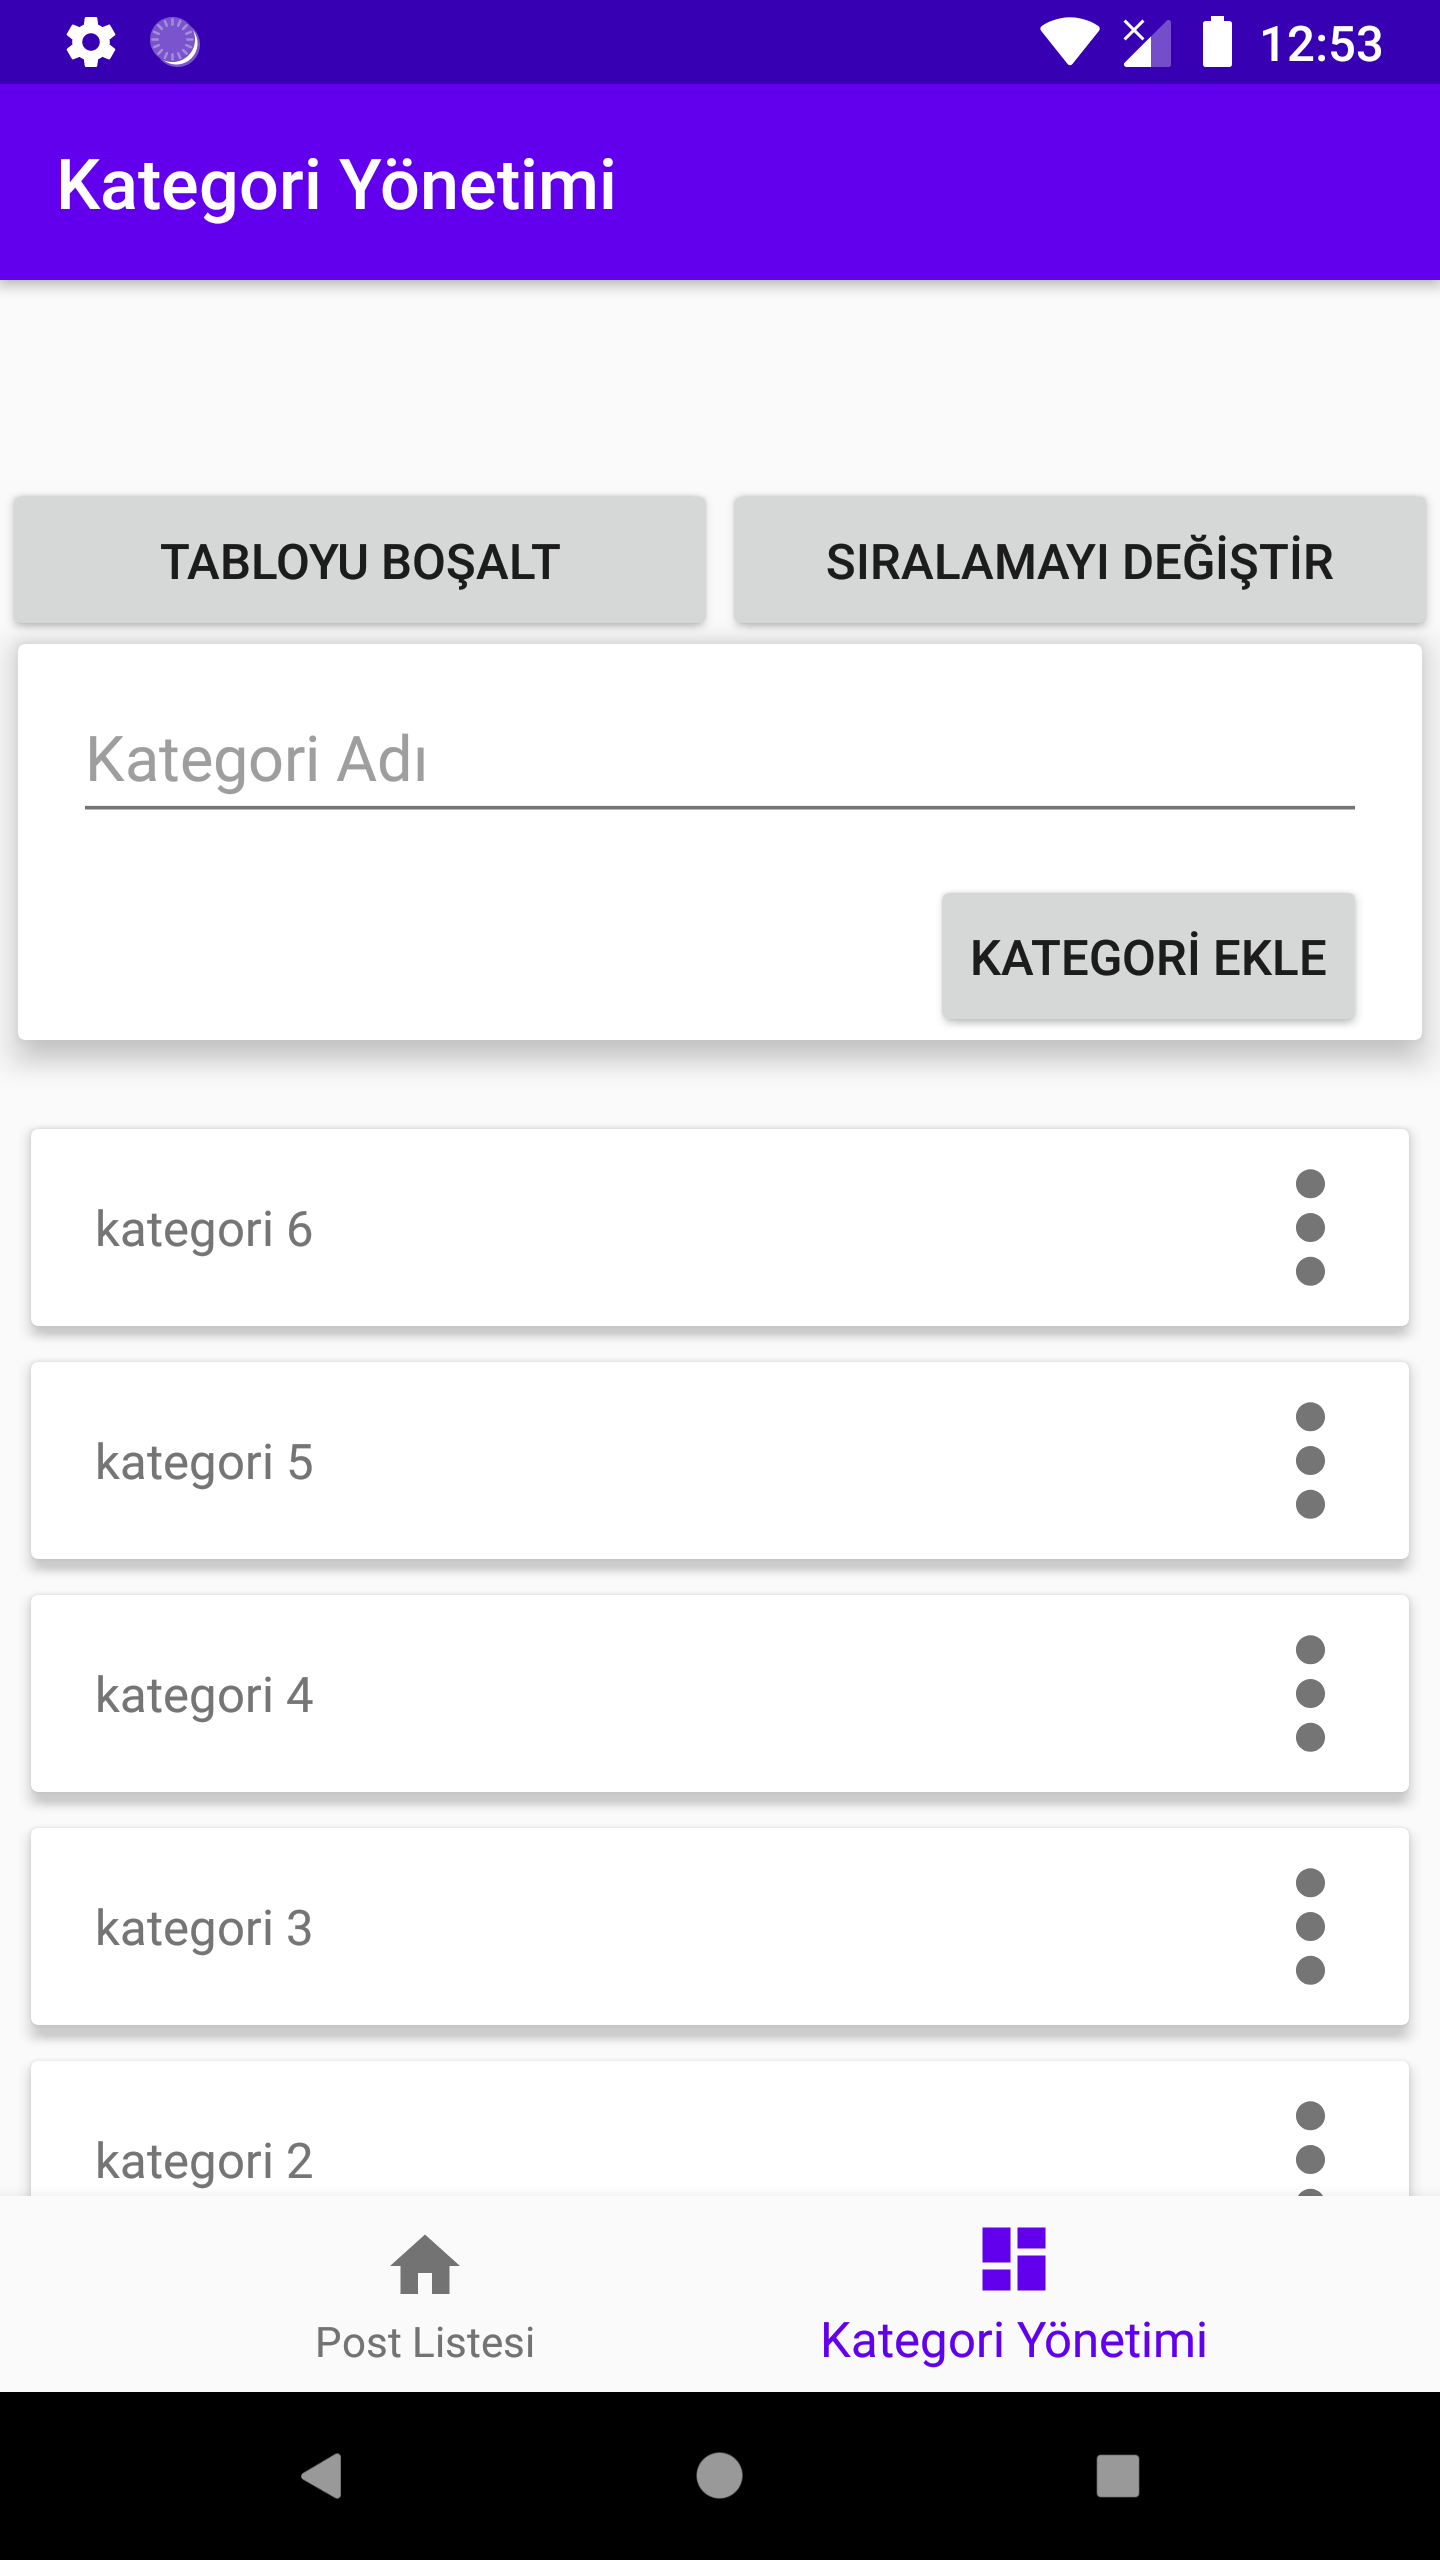 12:53
Kategori Yönetimi
TABLOYU BOŞALT
SIRALAMAYI DEĞİŞTİR
Kategori Adı
KATEGORİ EKLE
kategori 6
kategori 5
kategori 4
kategori 3
kategori 2
Post Listesi
Kategori Yönetimi